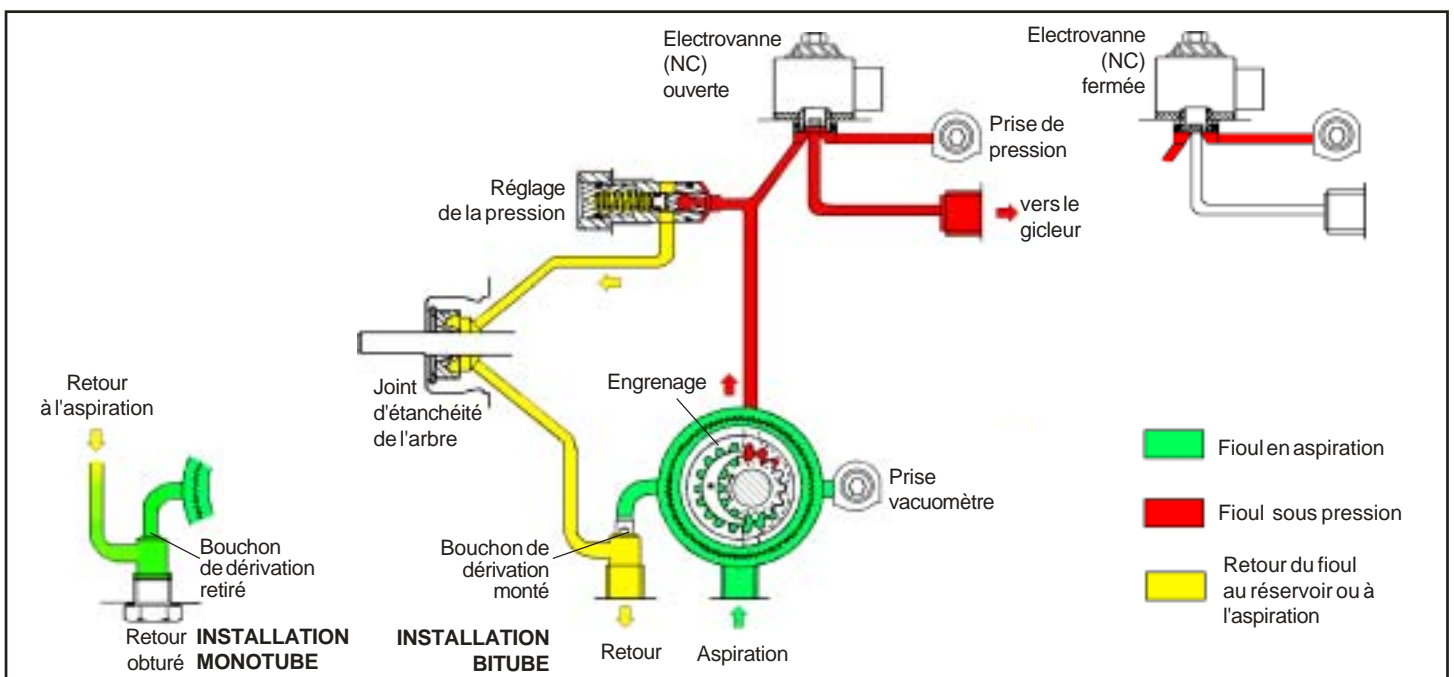 Electrovanne
(NC)
ouverte
Electrovanne
(NC)
fermée
Prise de
pression
Réglage
de la pression
vers le
gicleur
Retour
à l'aspiration
Joint
d'étanchéité
de l'arbre
Engrenage
Prise
vacuomètre
Fioul en aspiration
Fioul sous pression
Retour du fioul
au réservoir ou à
l'aspiration
Bouchon
de dérivation
retiré
Bouchon de
dérivation
monté
Retour
obturé
INSTALLATION
MONOTUBE
INSTALLATION
BITUBE
Retour
Aspiration